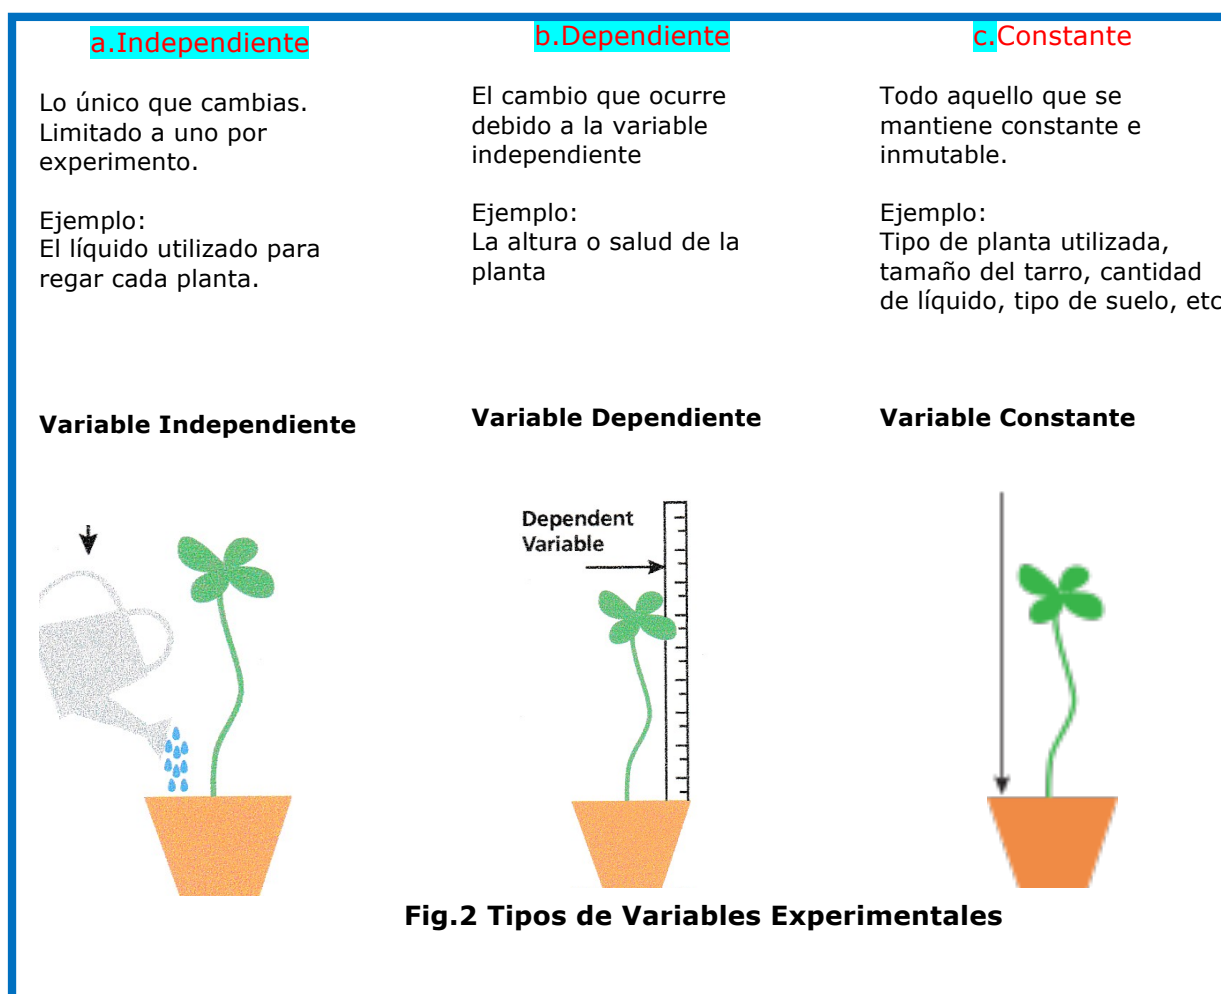 a.Independiente
Lo único que cambias.
Limitado a uno por
experimento.
Ejemplo:
El líquido utilizado para
regar cada planta.
Variable Independiente
b.Dependiente
El cambio que ocurre
debido a la variable
independiente
Ejemplo:
La altura o salud de la
planta
Variable Dependiente
Dependent
Variable
c.Constante
Todo aquello que se
mantiene constante e
inmutable.
Ejemplo:
Tipo de planta utilizada,
tamaño del tarro, cantidad
de líquido, tipo de suelo, etc
Variable Constante
Fig.2 Tipos de Variables Experimentales